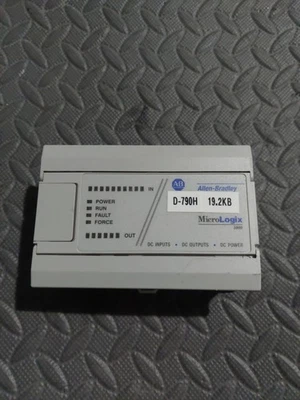 IN
AB
Allen-Bradley
POWER
RUN
FAULT
FORCE
D-790H 19.2KB
MicroLogix
1000
OUT
DC INPUTS • DC OUTPUTS • DC POWER